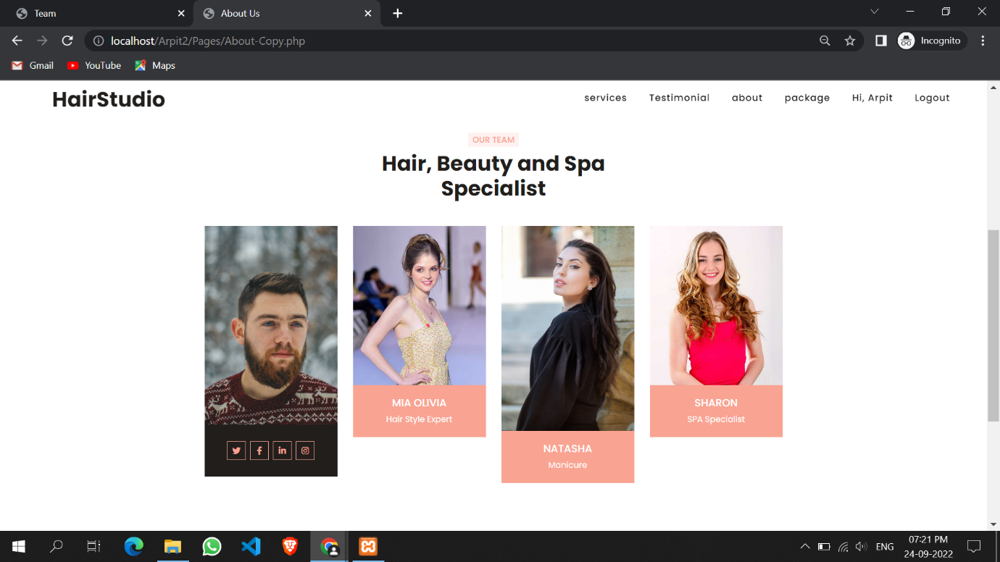 Team
About Us
localhost/Arpit2/Pages/About-Copy.php
Incognito
Gmail
YouTube
Maps
HairStudio
services
Testimonial
about
package
Hi, Arpit
Logout
OUR TEAM
Hair, Beauty and Spa
Specialist
MIA OLIVIA
Hair Style Expert
NATASHA
Manicure
SHARON
SPA Specialist
ENG
07:21 PM
24-09-2022